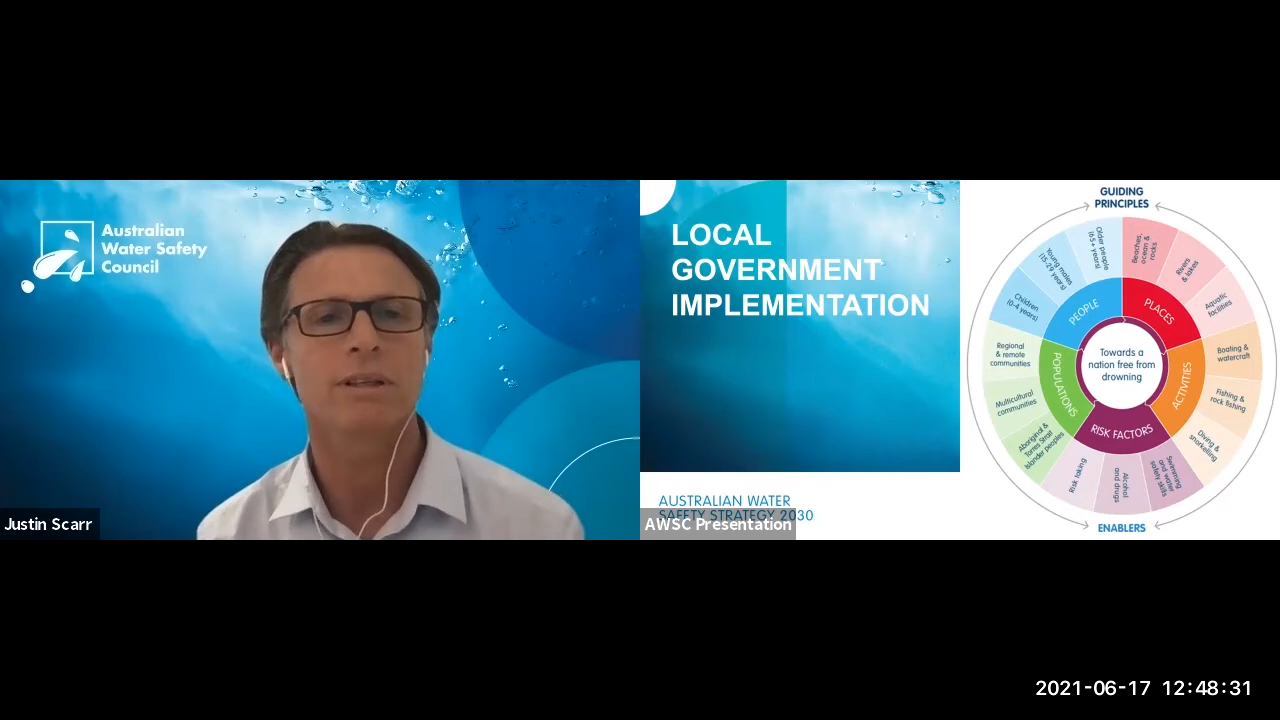 Australian
Water Safety
Council
Justin Scarr
LOCAL
GOVERNMENT
IMPLEMENTATION
AUSTRALIAN WATER
SAFETY STRATEGY 2030
AWSC Presentation
GUIDING
PRINCIPLES
Older people
(65+ years)
Young males
(15-29 years)
Children
(0-4 years)
PEOPLE
Beaches,
ocean &
rocks
Rivers
& lakes
Aquatic
facilities
PLACES
Boating &
watercraft
Fishing &
rock fishing
Diving &
snorkelling
ACTIVITIES
Swimming
and water
safety skills
Alcohol
and drugs
Risk taking
RISK FACTORS
Aboriginal &
Torres Strait
Islander peoples
Multicultural
communities
Regional
& remote
communities
POPULATIONS
Towards a
nation free from
drowning
ENABLERS
2021-06-17 12:48:31